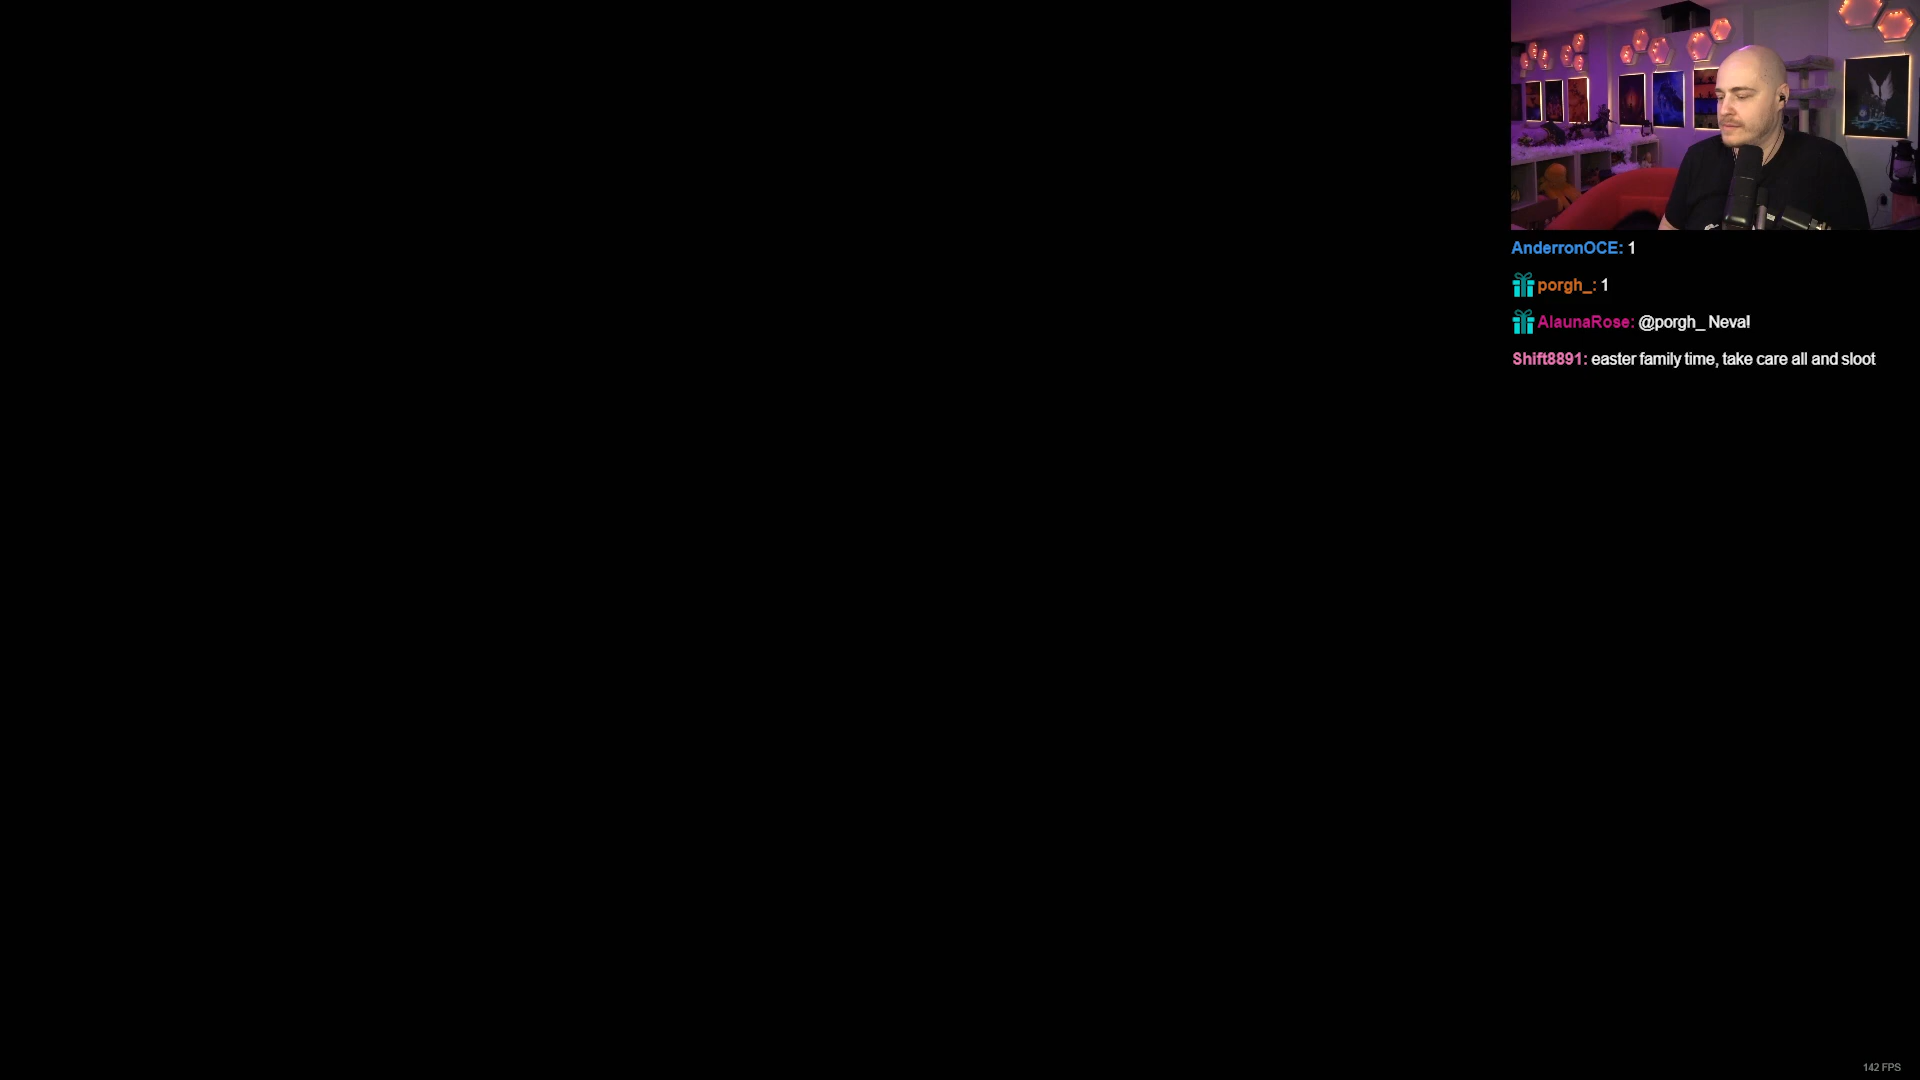 AnderronOCE: 1
porgh_: 1
AlaunaRose: @porgh_ Neva!
Shift8891: easter family time, take care all and sloot
142 FPS